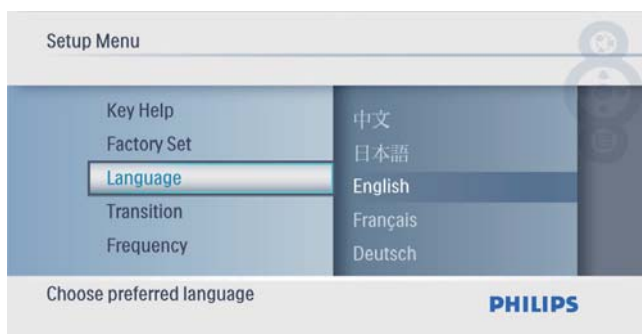 Setup Menu
Key Help
Factory Set
Language
Transition
Frequency
中文
日本語
English
Français
Deutsch
Choose preferred language
PHILIPS